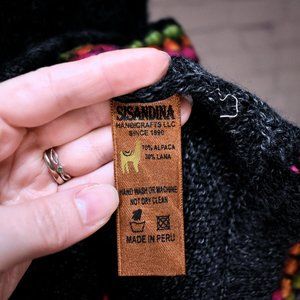 SISANDINA
HANDICRAFTS LLC
SINCE 1990
70% ALPACA
30% LANA
HAND WASH OR MACHINE
NOT DRY CLEAN
MADE IN PERU